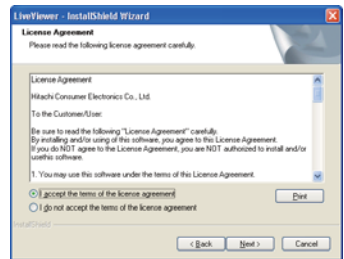 LiveViewer - InstallShield Wizard
License Agreement
Please read the following license agreement carefully.
License Agreement
Hitachi Consumer Electronics Co., Ltd.
To the Customer/User:
Be sure to read the following "License Agreement" carefully.
By installing and/or using of this software, you agree to this License Agreement.
If you do NOT agree to the License Agreement, you are NOT authorized to install and/or
usethis software.
1. You may use this software under the terms of this License Agreement.
I accept the terms of the license agreement
Print
I do not accept the terms of the license agreement
InstallShield
< Back
Next >
Cancel